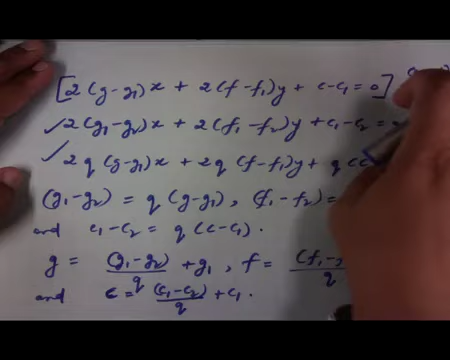 [2(g-g₁)x + 2(f-f₁)y + c-c₁=0]
✓2(g₁-g₂)x + 2(f₁-f₂)y + c₁-c₂ =
✓2q(g-g₁)x + 2q(f-f₁)y + q(c
(g₁-g₂) = q(g-g₁), (f₁-f₂) =
and c₁-c₂ = q(c-c₁).
g = (g₁-g₂)/q + g₁, f = (f₁-
and c = (c₁-c₂)/q + c₁.